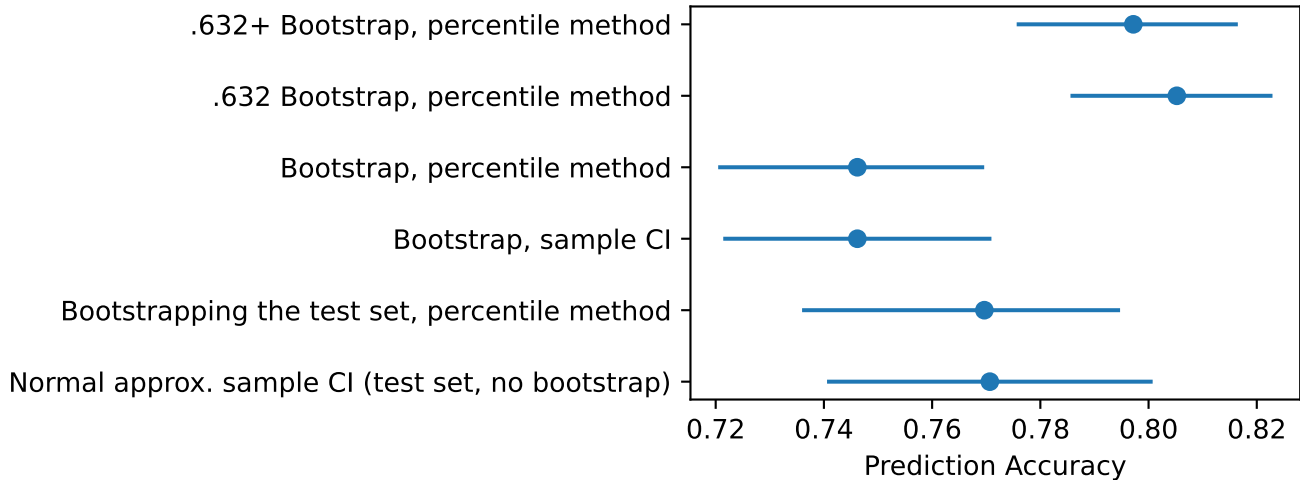 .632+ Bootstrap, percentile method
.632 Bootstrap, percentile method
Bootstrap, percentile method
Bootstrap, sample CI
Bootstrapping the test set, percentile method
Normal approx. sample CI (test set, no bootstrap)
0.72 0.74 0.76 0.78 0.80 0.82
Prediction Accuracy